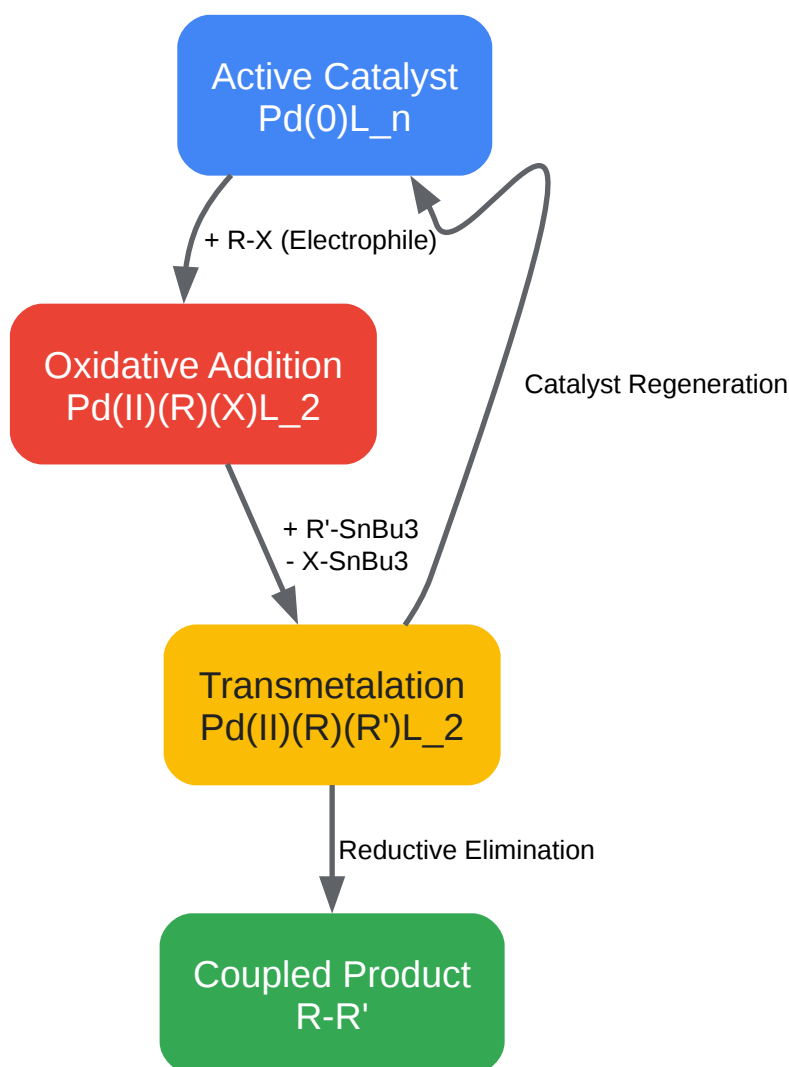 Active Catalyst
Pd(0)L_n
+ R-X (Electrophile)
Oxidative Addition
Pd(II)(R)(X)L_2
Catalyst Regeneration
+ R'-SnBu3
- X-SnBu3
Transmetalation
Pd(II)(R)(R')L_2
Reductive Elimination
Coupled Product
R-R'